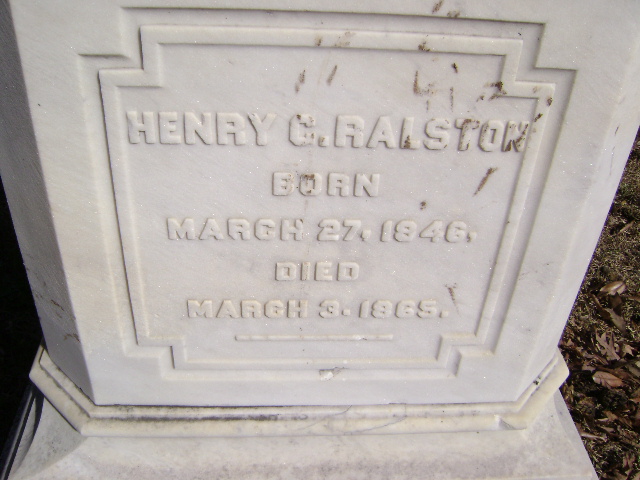 HENRY C. RALSTON
BORN
MARCH 27. 1846.
DIED
MARCH 3. 1865.